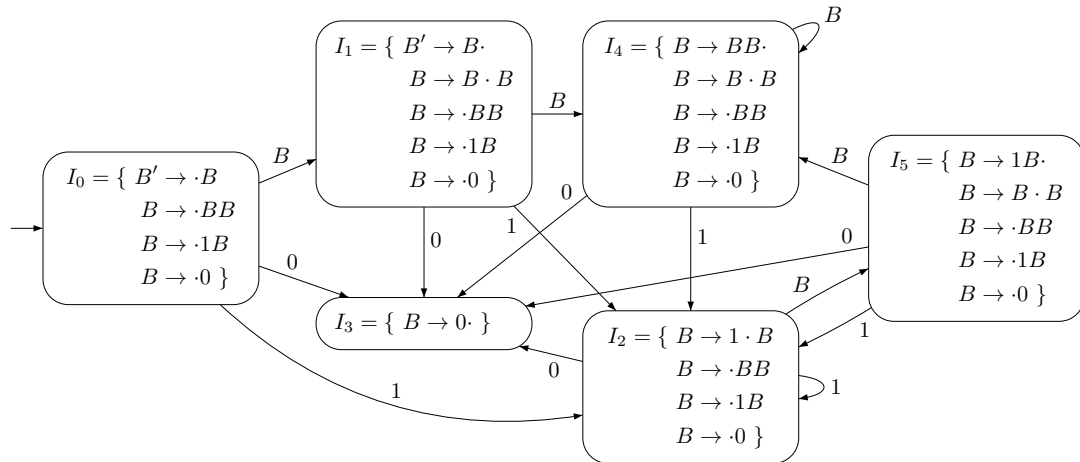 I₁ = { B′ → B·
B → B · B
B → ·BB
B → ·1B
B → ·0 }
I₄ = { B → BB·
B → B · B
B → ·BB
B → ·1B
B → ·0 }
B
B
I₀ = { B′ → ·B
B → ·BB
B → ·1B
B → ·0 }
B
I₅ = { B → 1B·
B → B · B
B → ·BB
B → ·1B
B → ·0 }
B
0
1
0
1
0
0
B
I₃ = { B → 0· }
I₂ = { B → 1 · B
B → ·BB
B → ·1B
B → ·0 }
1
0
1
1